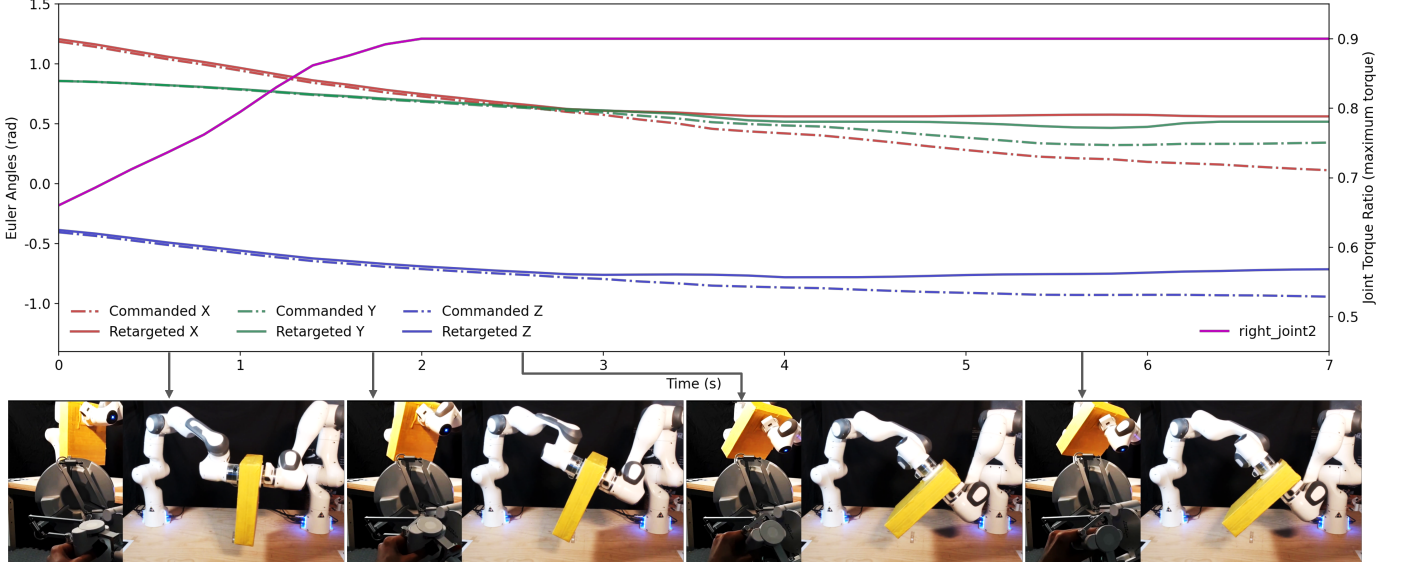 1.5
1.0
0.5
0.0
-0.5
-1.0
Euler Angles (rad)
0.9
0.8
0.7
0.6
0.5
Joint Torque Ratio (maximum torque)
Commanded X
Retargeted X
Commanded Y
Retargeted Y
Commanded Z
Retargeted Z
right_joint2
0 1 2 3 4 5 6 7
Time (s)